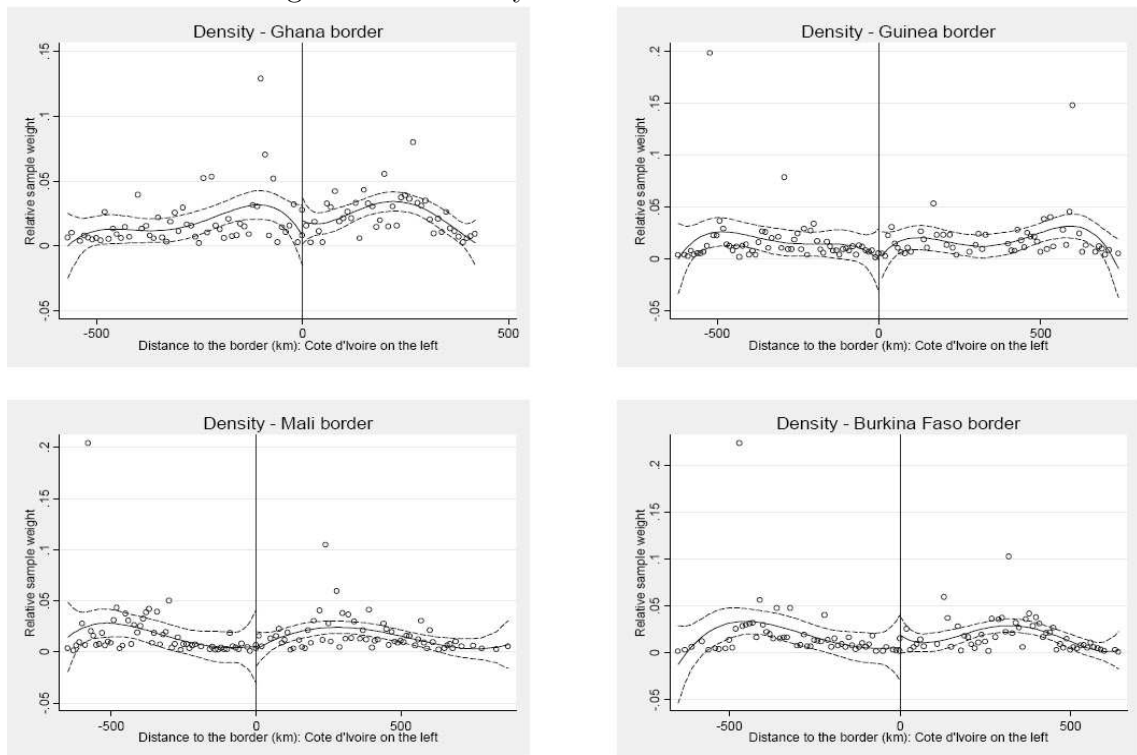 Density - Ghana border
Relative sample weight
.15
.1
.05
0
-.05
-500
0
500
Distance to the border (km): Cote d'Ivoire on the left
Density - Guinea border
Relative sample weight
.2
.15
.1
.05
0
-.05
-500
0
500
Distance to the border (km): Cote d'Ivoire on the left
Density - Mali border
Relative sample weight
.2
.15
.1
.05
0
-.05
-500
0
500
Distance to the border (km): Cote d'Ivoire on the left
Density - Burkina Faso border
Relative sample weight
.2
.15
.1
.05
0
-.05
-500
0
500
Distance to the border (km): Cote d'Ivoire on the left